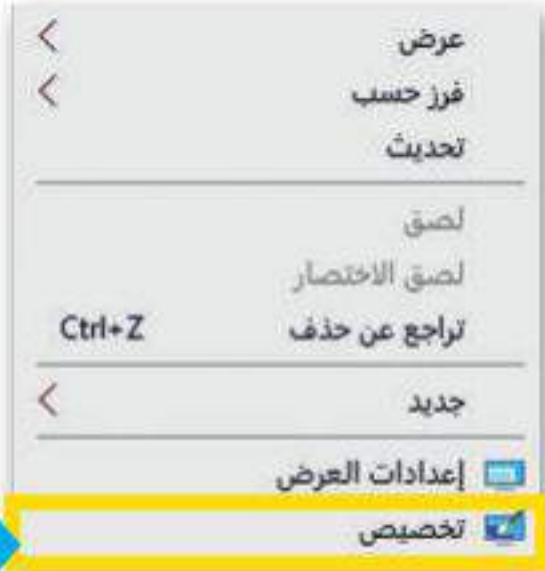 عرض
فرز حسب
تحديث
لصق
لصق الاختصار
تراجع عن حذف Ctrl+Z
جديد
إعدادات العرض
تخصيص